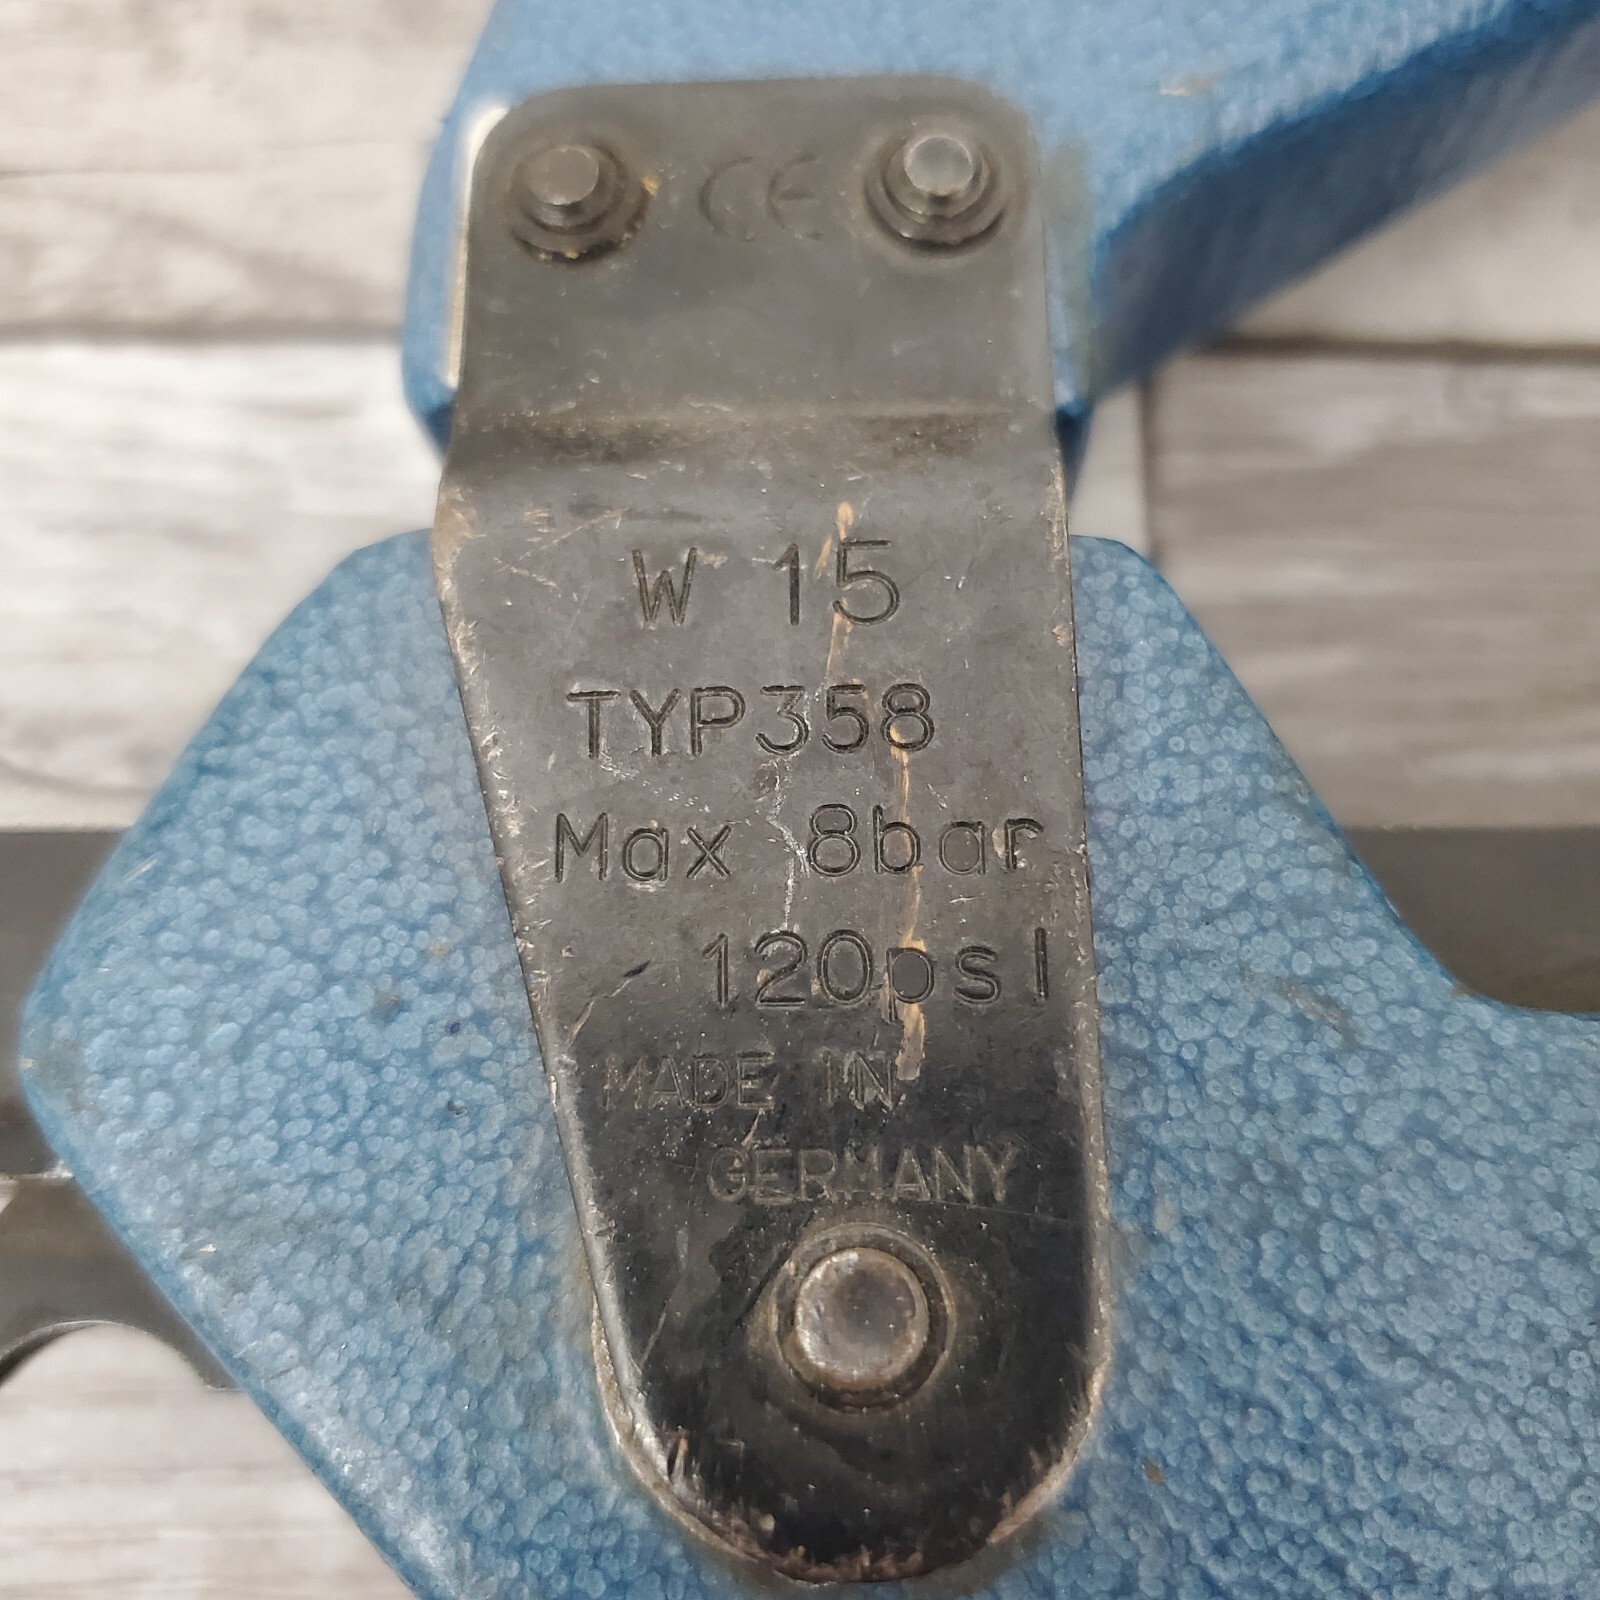 CE
W 15
TYP358
Max 8bar
120psI
MADE IN
GERMANY